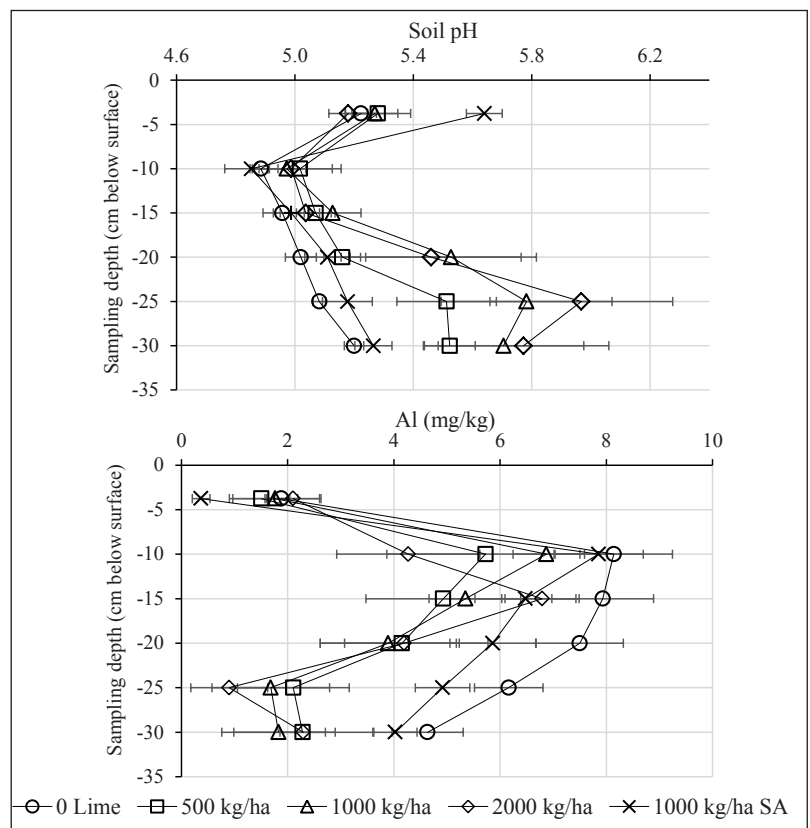 Soil pH
4.6 5.0 5.4 5.8 6.2
0
-5
-10
-15
-20
-25
-30
-35
Sampling depth (cm below surface)
Al (mg/kg)
0 2 4 6 8 10
0
-5
-10
-15
-20
-25
-30
-35
Sampling depth (cm below surface)
0 Lime 500 kg/ha 1000 kg/ha 2000 kg/ha 1000 kg/ha SA